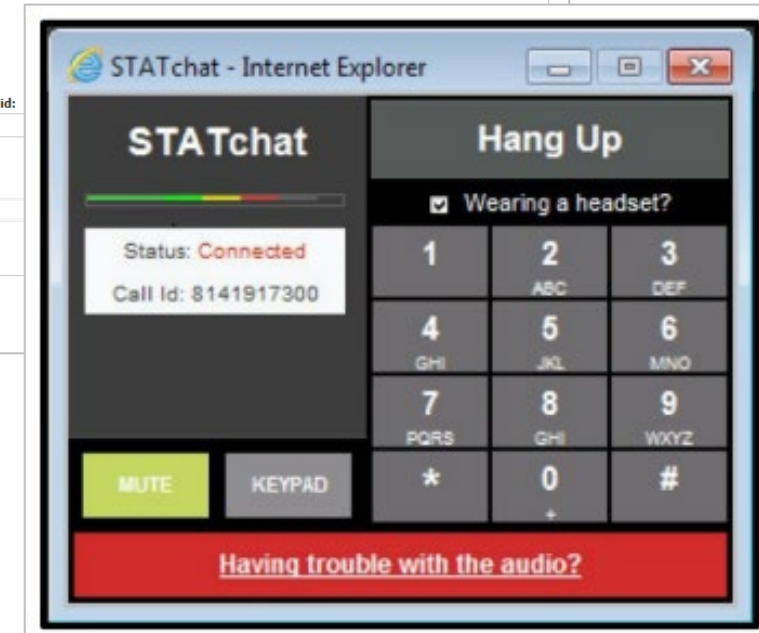 id:
STATchat - Internet Explorer
STATchat
Status: Connected
Call Id: 8141917300
MUTE
KEYPAD
Hang Up
Wearing a headset?
1
2
ABC
3
DEF
4
GHI
5
JKL
6
MNO
7
PQRS
8
GHI
9
WXYZ
*
0
+
#
Having trouble with the audio?